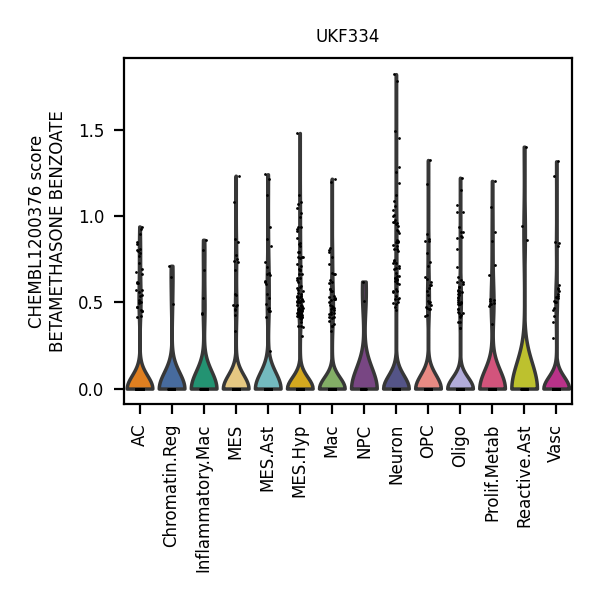 UKF334
CHEMBL1200376 score
BETAMETHASONE BENZOATE
1.5
1.0
0.5
0.0
AC
Chromatin.Reg
Inflammatory.Mac
MES
MES.Ast
MES.Hyp
Mac
NPC
Neuron
OPC
Oligo
Prolif.Metab
Reactive.Ast
Vasc